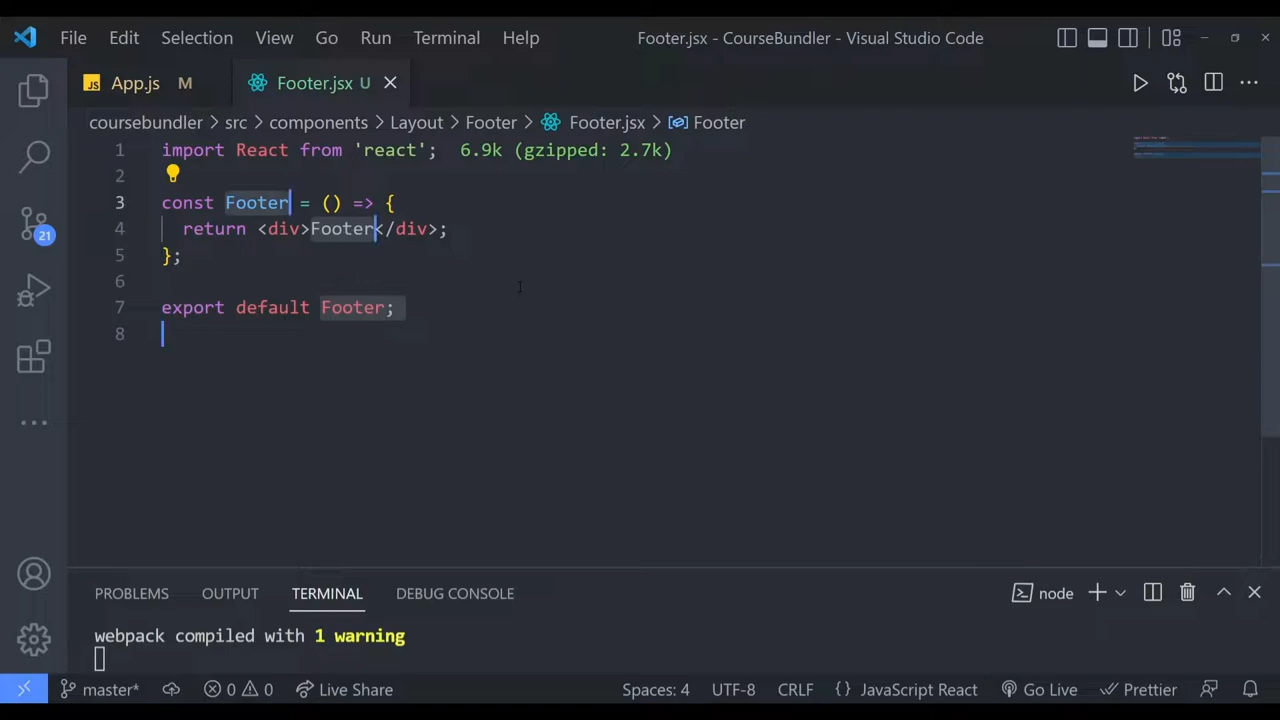 File Edit Selection View Go Run Terminal Help Footer.jsx - CourseBundler - Visual Studio Code
JS App.js M Footer.jsx U
coursebundler > src > components > Layout > Footer > Footer.jsx > Footer
1 import React from 'react'; 6.9k (gzipped: 2.7k)
2
3 const Footer = () => {
4 return <div>Footer</div>;
5 };
6
7 export default Footer;
8
21
PROBLEMS OUTPUT TERMINAL DEBUG CONSOLE node
webpack compiled with 1 warning
master* 0 0 Live Share Spaces: 4 UTF-8 CRLF {} JavaScript React Go Live Prettier